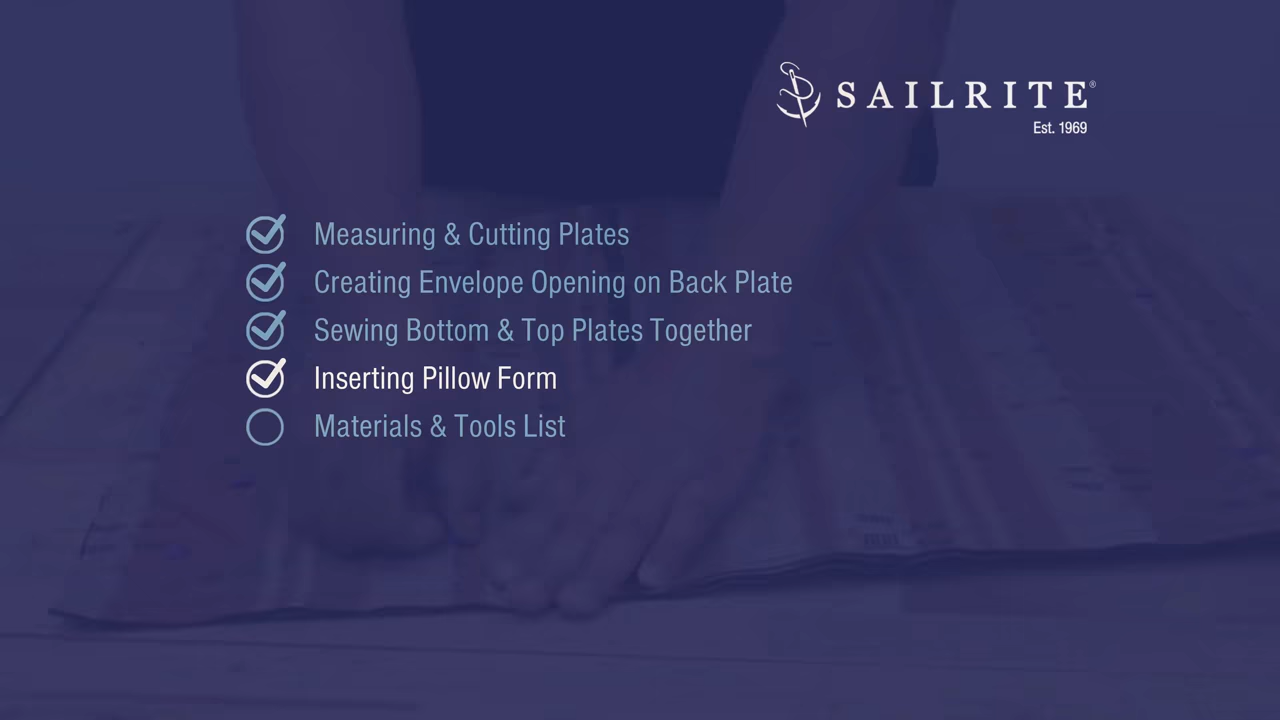 SAILRITE®
Est. 1969
Measuring & Cutting Plates
Creating Envelope Opening on Back Plate
Sewing Bottom & Top Plates Together
Inserting Pillow Form
Materials & Tools List